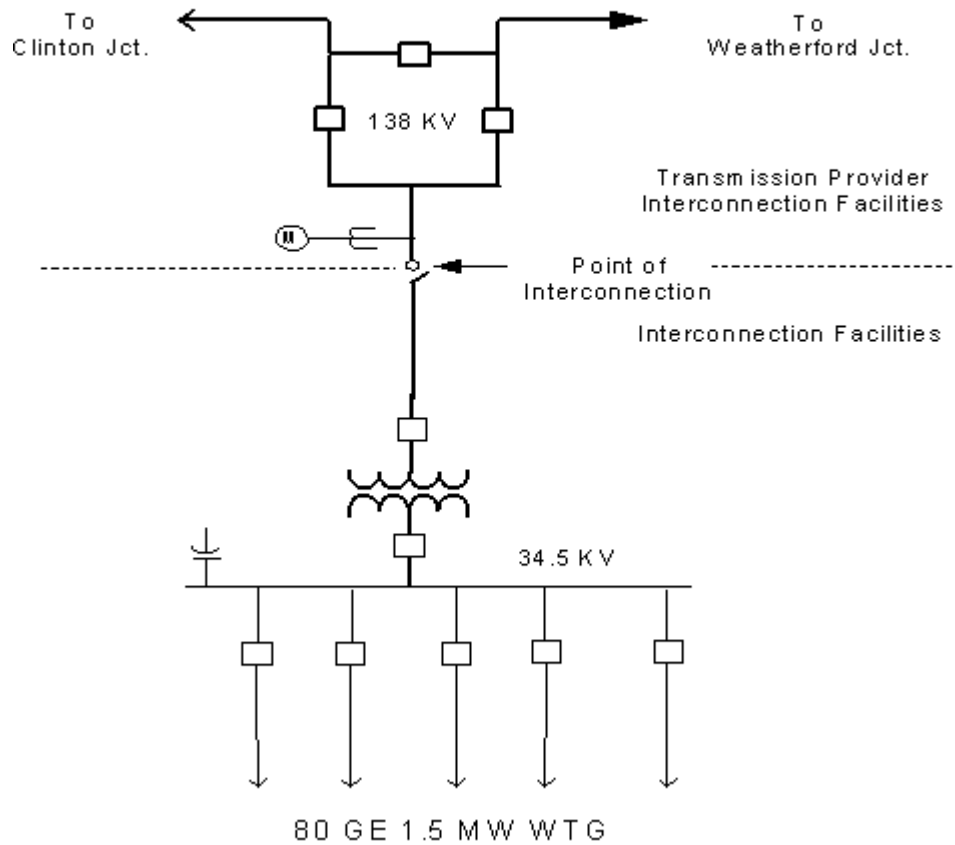 To
Clinton Jct.
To
Weatherford Jct.
138 KV
Transmission Provider
Interconnection Facilities
M
Point of
Interconnection
Interconnection Facilities
34.5 KV
80 GE 1.5 MW WTG